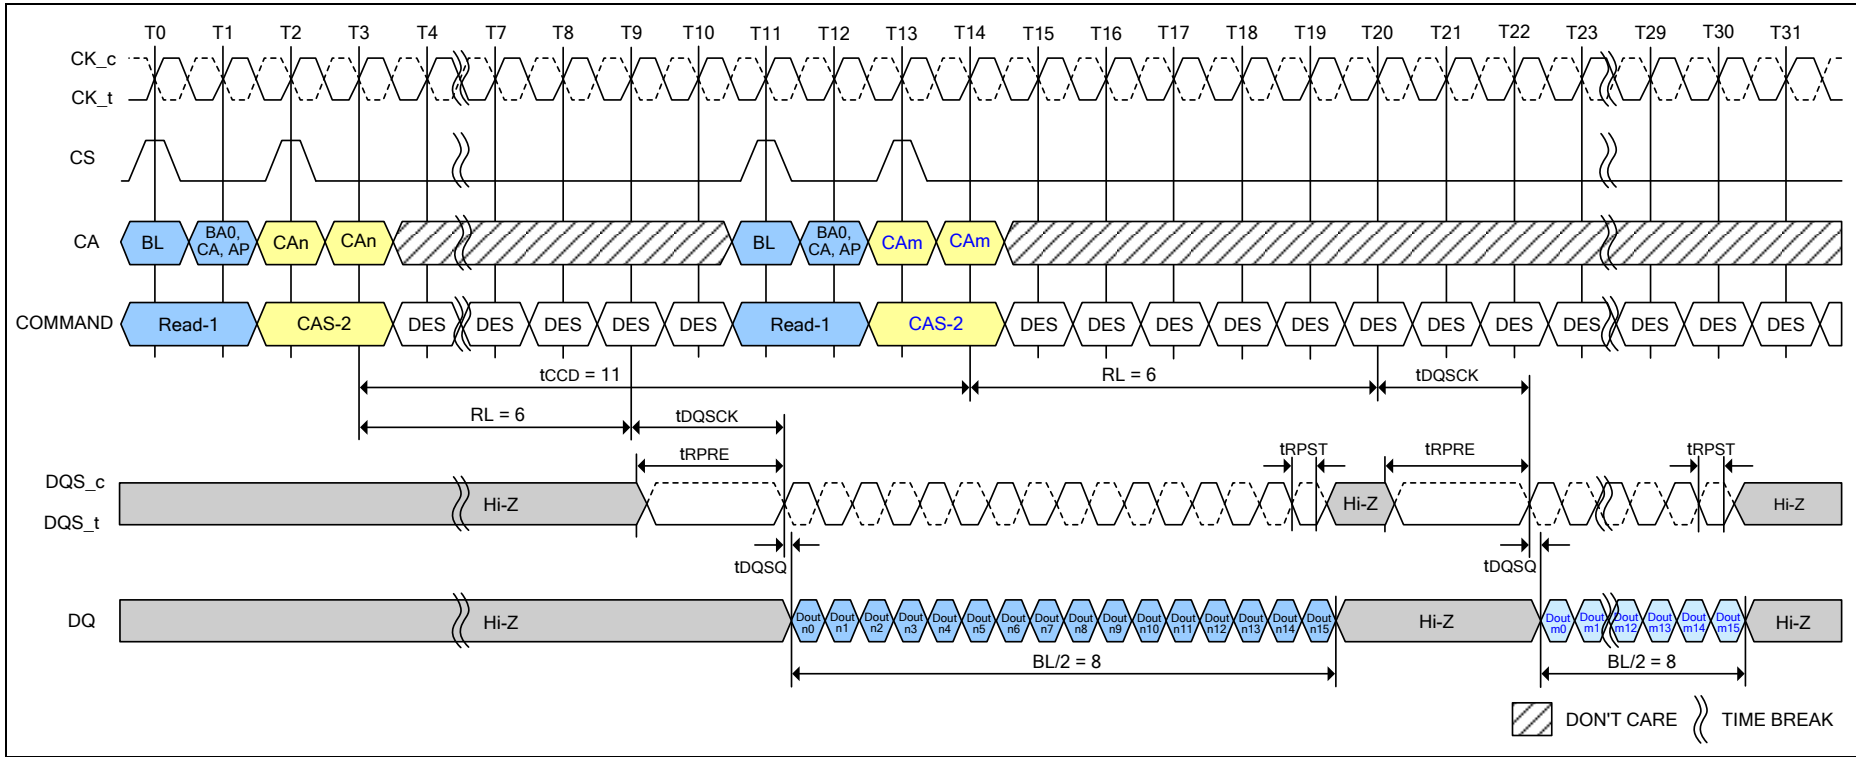 T0 T1 T2 T3 T4 T7 T8 T9 T10 T11 T12 T13 T14 T15 T16 T17 T18 T19 T20 T21 T22 T23 T29 T30 T31
CK_c
CK_t
CS
CA BL BA0, CA, AP CAn CAn BL BA0, CA, AP CAm CAm
COMMAND Read-1 CAS-2 DES DES DES DES DES Read-1 CAS-2 DES DES DES DES DES DES DES DES DES DES DES DES
tCCD = 11 RL = 6 tDQSCK
RL = 6 tDQSCK
tRPRE tRPST tRPRE tRPST
DQS_c
DQS_t
Hi-Z Hi-Z Hi-Z
tDQSQ tDQSQ
DQ Hi-Z Dout n0 Dout n1 Dout n2 Dout n3 Dout n4 Dout n5 Dout n6 Dout n7 Dout n8 Dout n9 Dout n10 Dout n11 Dout n12 Dout n13 Dout n14 Dout n15 Hi-Z Dout m0 Dout m1 Dout m12 Dout m13 Dout m14 Dout m15 Hi-Z
BL/2 = 8 BL/2 = 8
DON'T CARE TIME BREAK